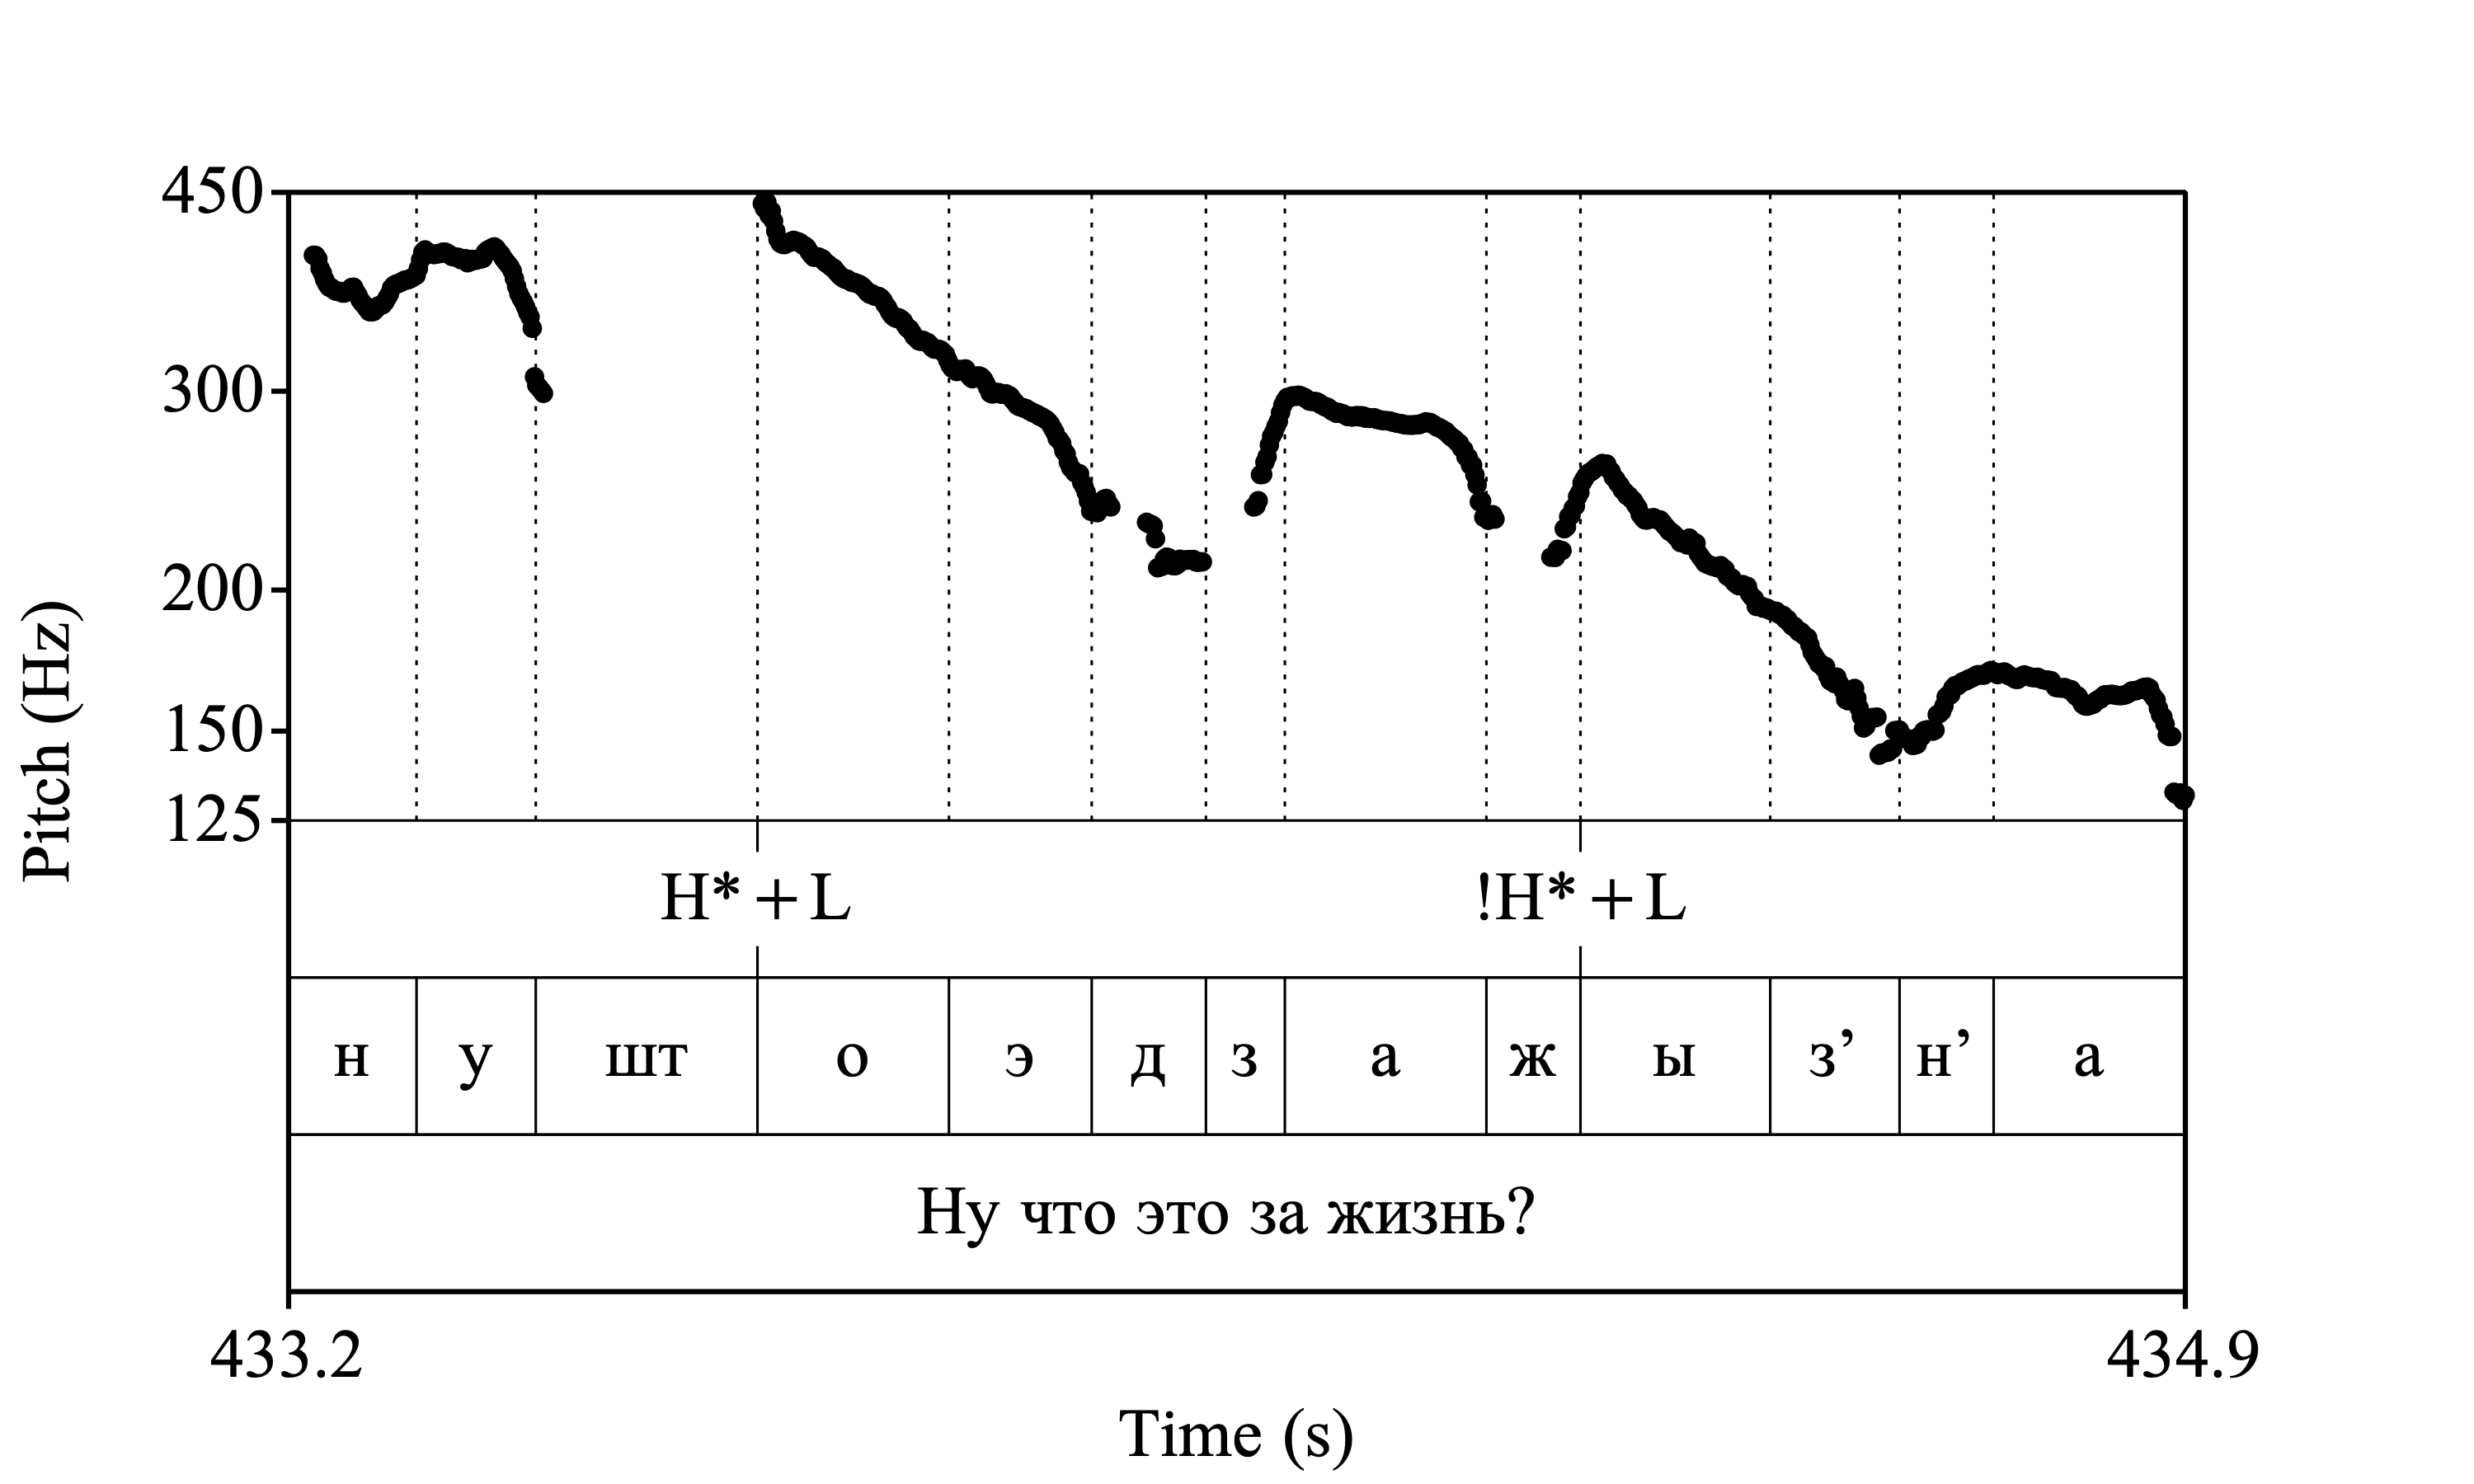 450
300
200
150
125
Pitch (Hz)
H*+L !H*+L
н у шт о э д з а ж ы з’ н’ а
Ну что это за жизнь?
433.2 434.9
Time (s)